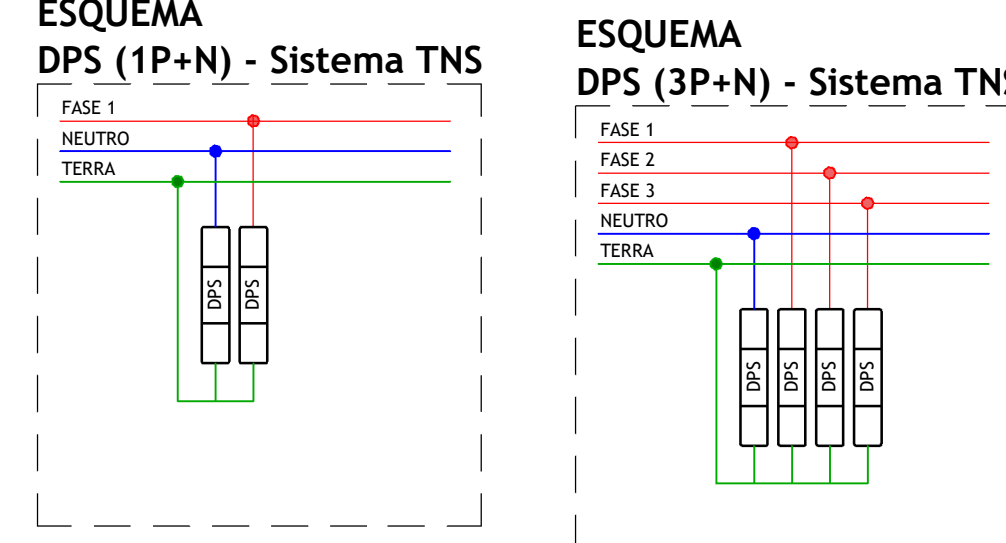 ESQUEMA
DPS (1P+N) - Sistema TNS
FASE 1
NEUTRO
TERRA
DPS
DPS
ESQUEMA
DPS (3P+N) - Sistema TNS
FASE 1
FASE 2
FASE 3
NEUTRO
TERRA
DPS
DPS
DPS
DPS